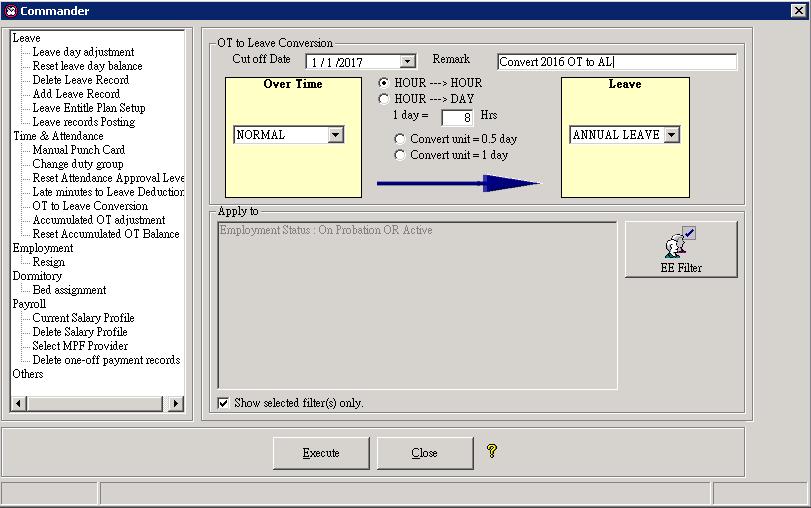 Commander
Leave
Leave day adjustment
Reset leave day balance
Delete Leave Record
Add Leave Record
Leave Entitle Plan Setup
Leave records Posting
Time & Attendance
Manual Punch Card
Change duty group
Reset Attendance Approval Leve
Late minutes to Leave Deduction
OT to Leave Conversion
Accumulated OT adjustment
Reset Accumulated OT Balance
Employment
Resign
Dormitory
Bed assignment
Payroll
Current Salary Profile
Delete Salary Profile
Select MPF Provider
Delete one-off payment records
Others
OT to Leave Conversion
Cut off Date 1 / 1 /2017 Remark Convert 2016 OT to AL
Over Time
NORMAL
HOUR ---> HOUR
HOUR ---> DAY
1 day = 8 Hrs
Convert unit = 0.5 day
Convert unit = 1 day
Leave
ANNUAL LEAVE
Apply to
Employment Status : On Probation OR Active
EE Filter
Show selected filter(s) only.
Execute Close ?